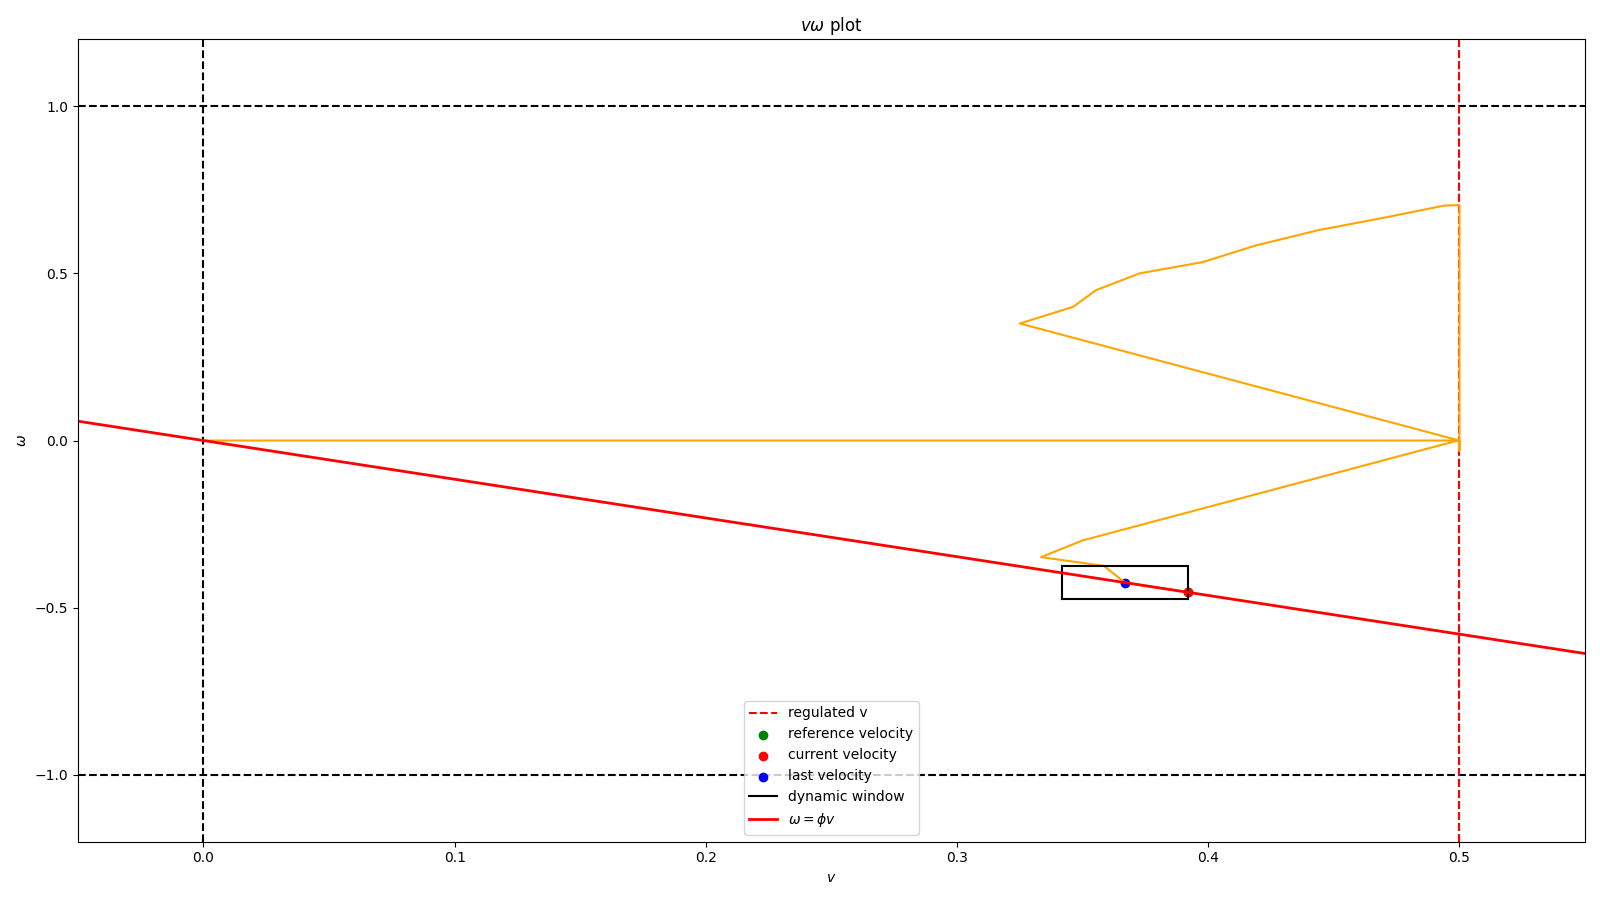 vω plot
1.0
0.5
0.0
−0.5
−1.0
ω
0.0 0.1 0.2 0.3 0.4 0.5
v
regulated v
reference velocity
current velocity
last velocity
dynamic window
ω = ϕv